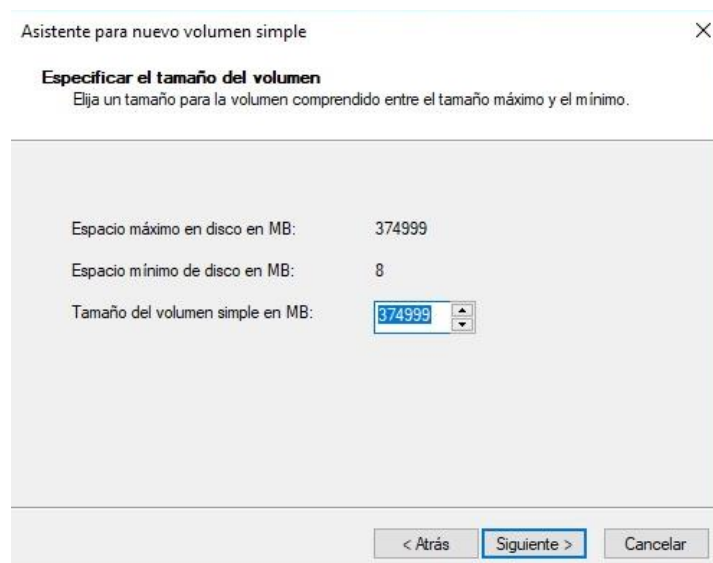 Asistente para nuevo volumen simple
Especificar el tamaño del volumen
Elija un tamaño para la volumen comprendido entre el tamaño máximo y el mínimo.
Espacio máximo en disco en MB: 374999
Espacio mínimo de disco en MB: 8
Tamaño del volumen simple en MB: 374999
< Atrás Siguiente > Cancelar